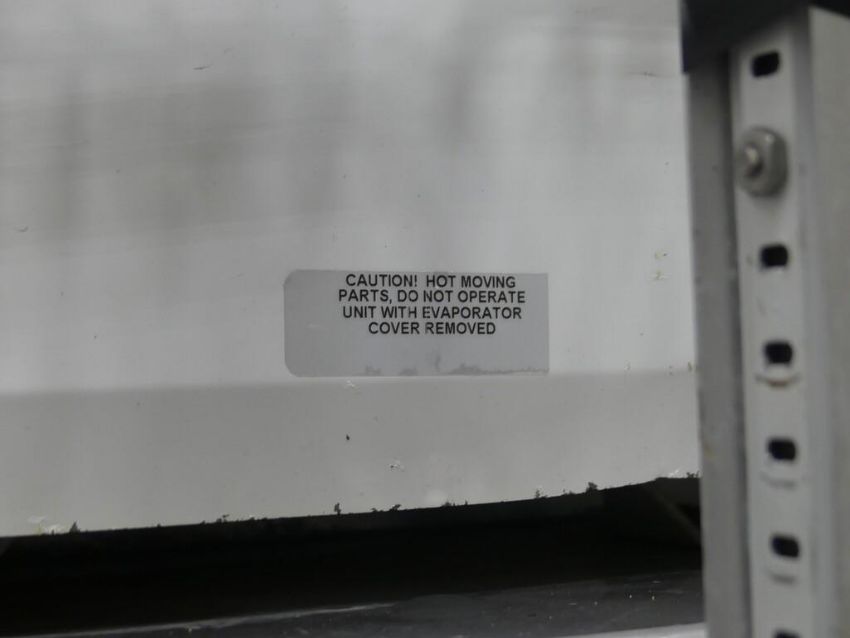 CAUTION! HOT MOVING
PARTS, DO NOT OPERATE
UNIT WITH EVAPORATOR
COVER REMOVED